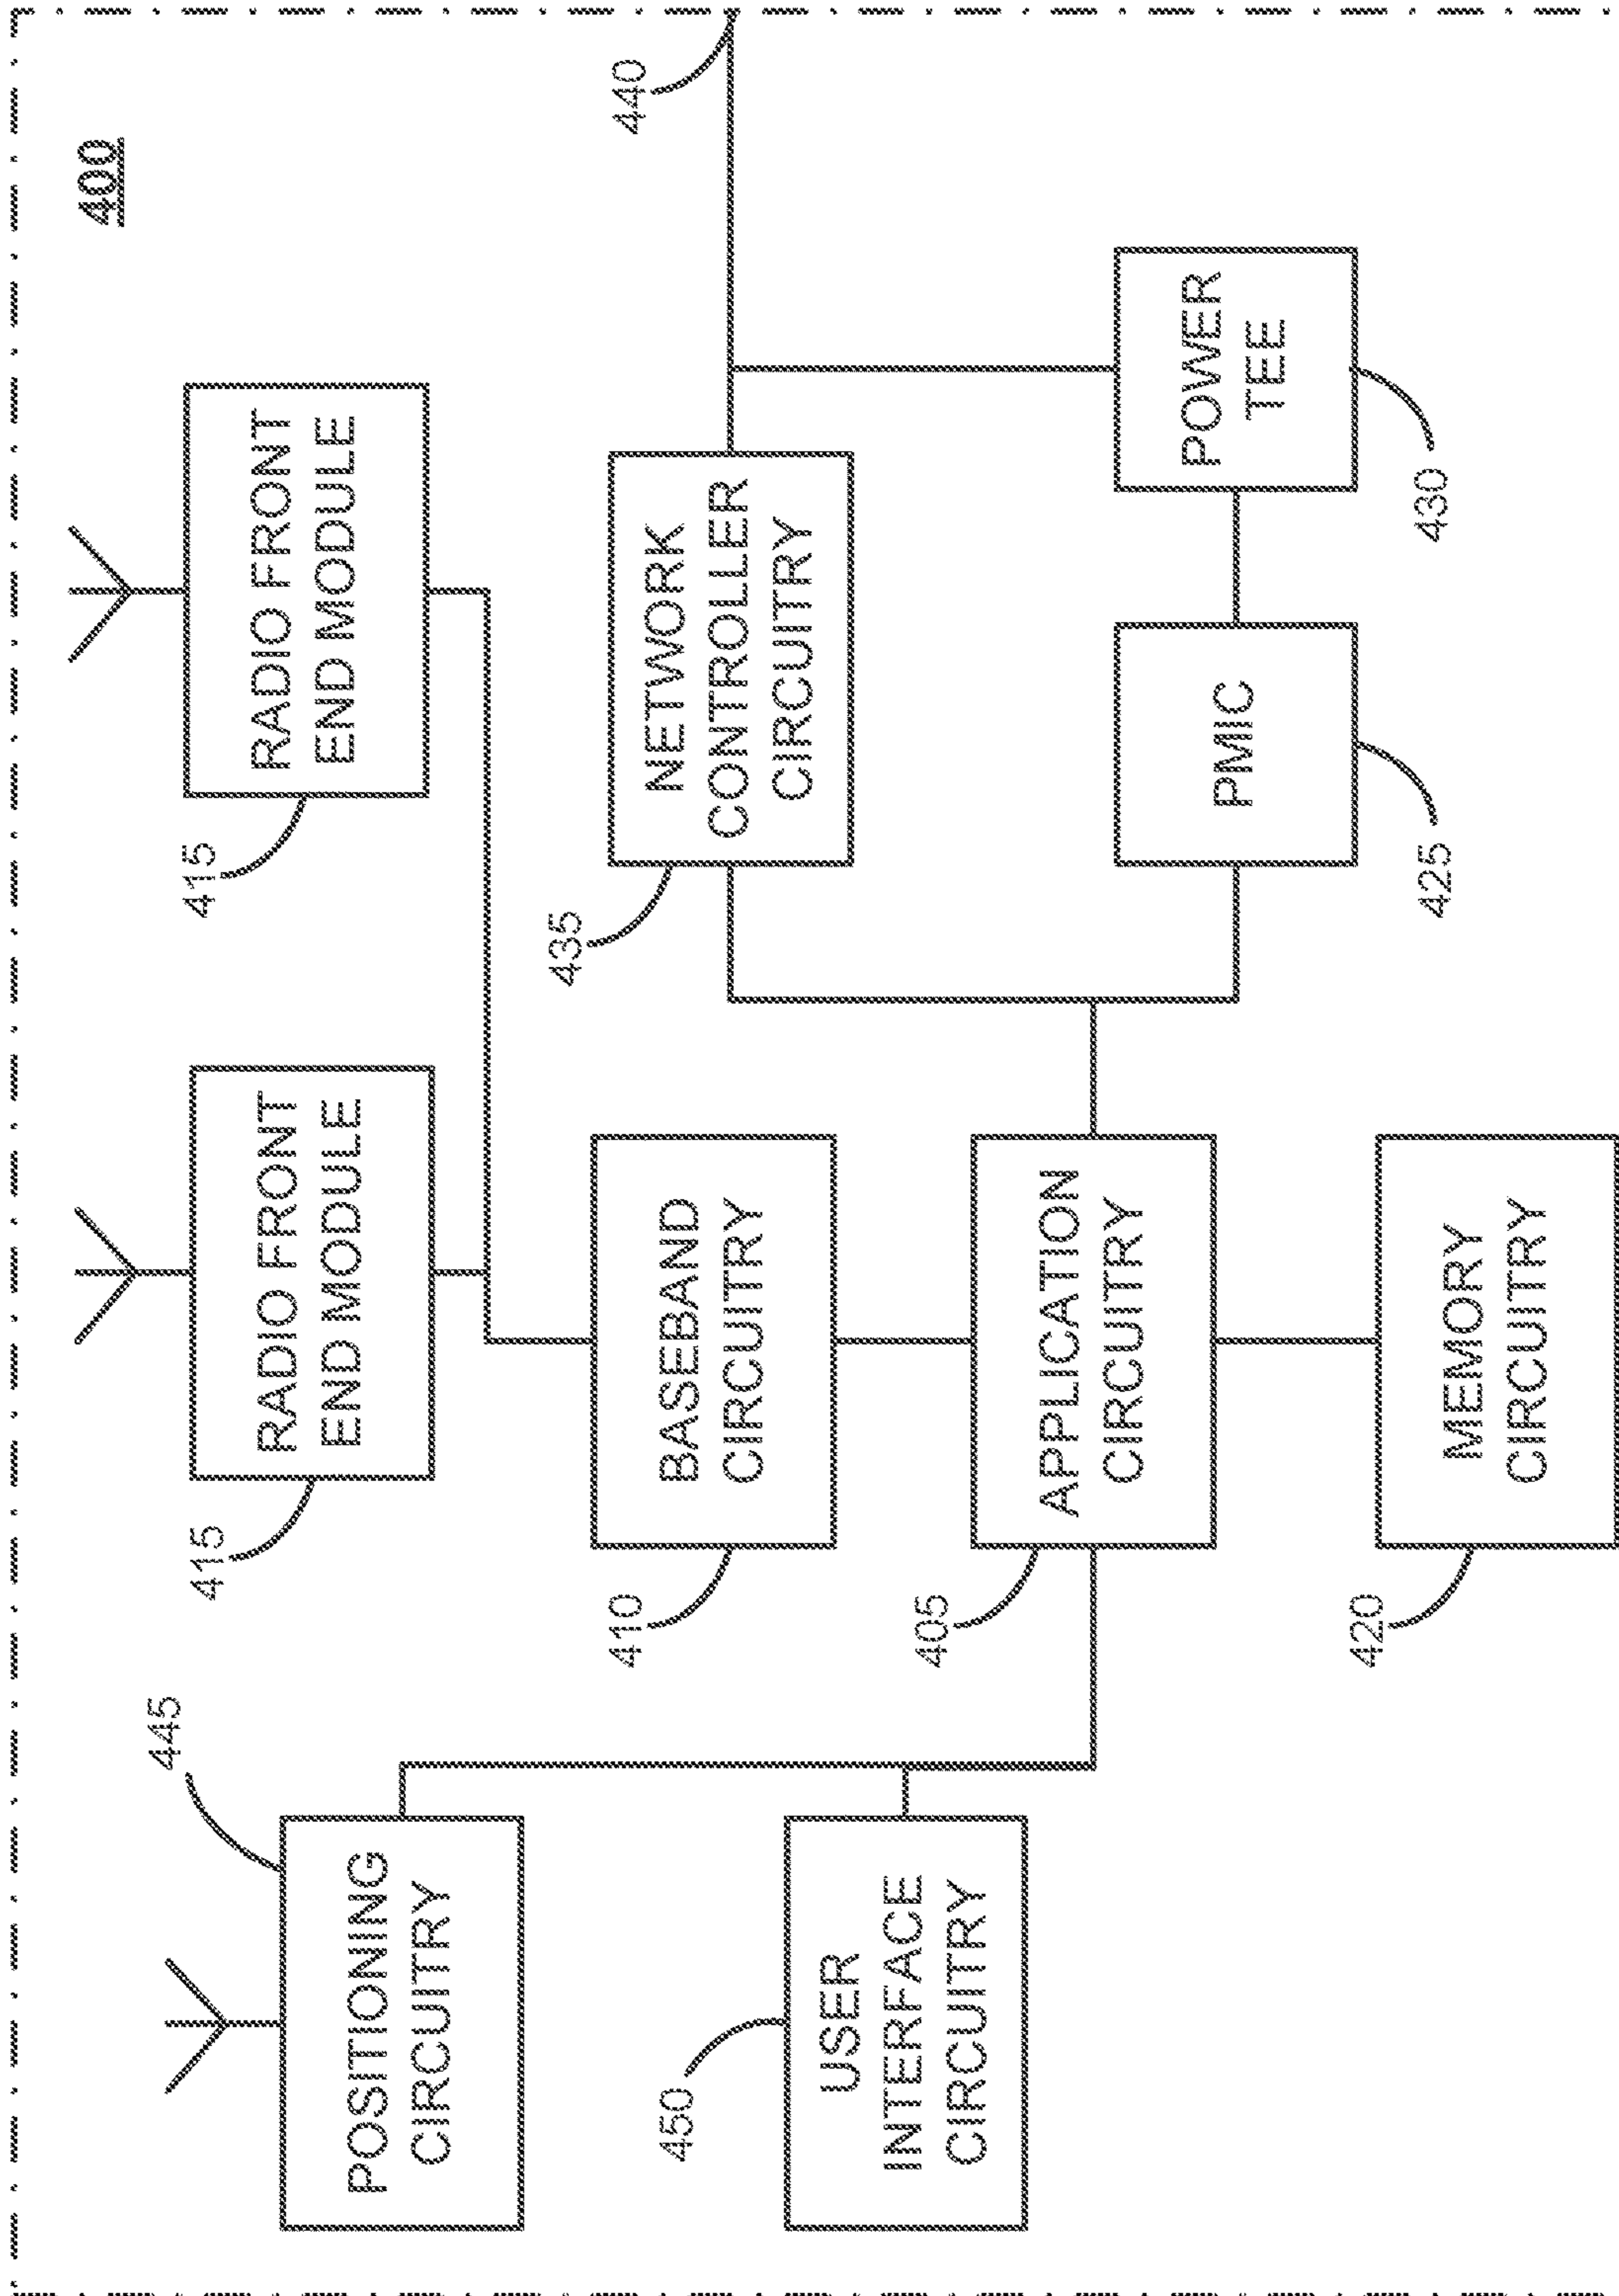 400
415
RADIO FRONT
END MODULE
415
RADIO FRONT
END MODULE
445
POSITIONING
CIRCUITRY
440
435
NETWORK
CONTROLLER
CIRCUITRY
410
BASEBAND
CIRCUITRY
450
USER
INTERFACE
CIRCUITRY
405
APPLICATION
CIRCUITRY
PMIC
425
POWER
TEE
430
420
MEMORY
CIRCUITRY